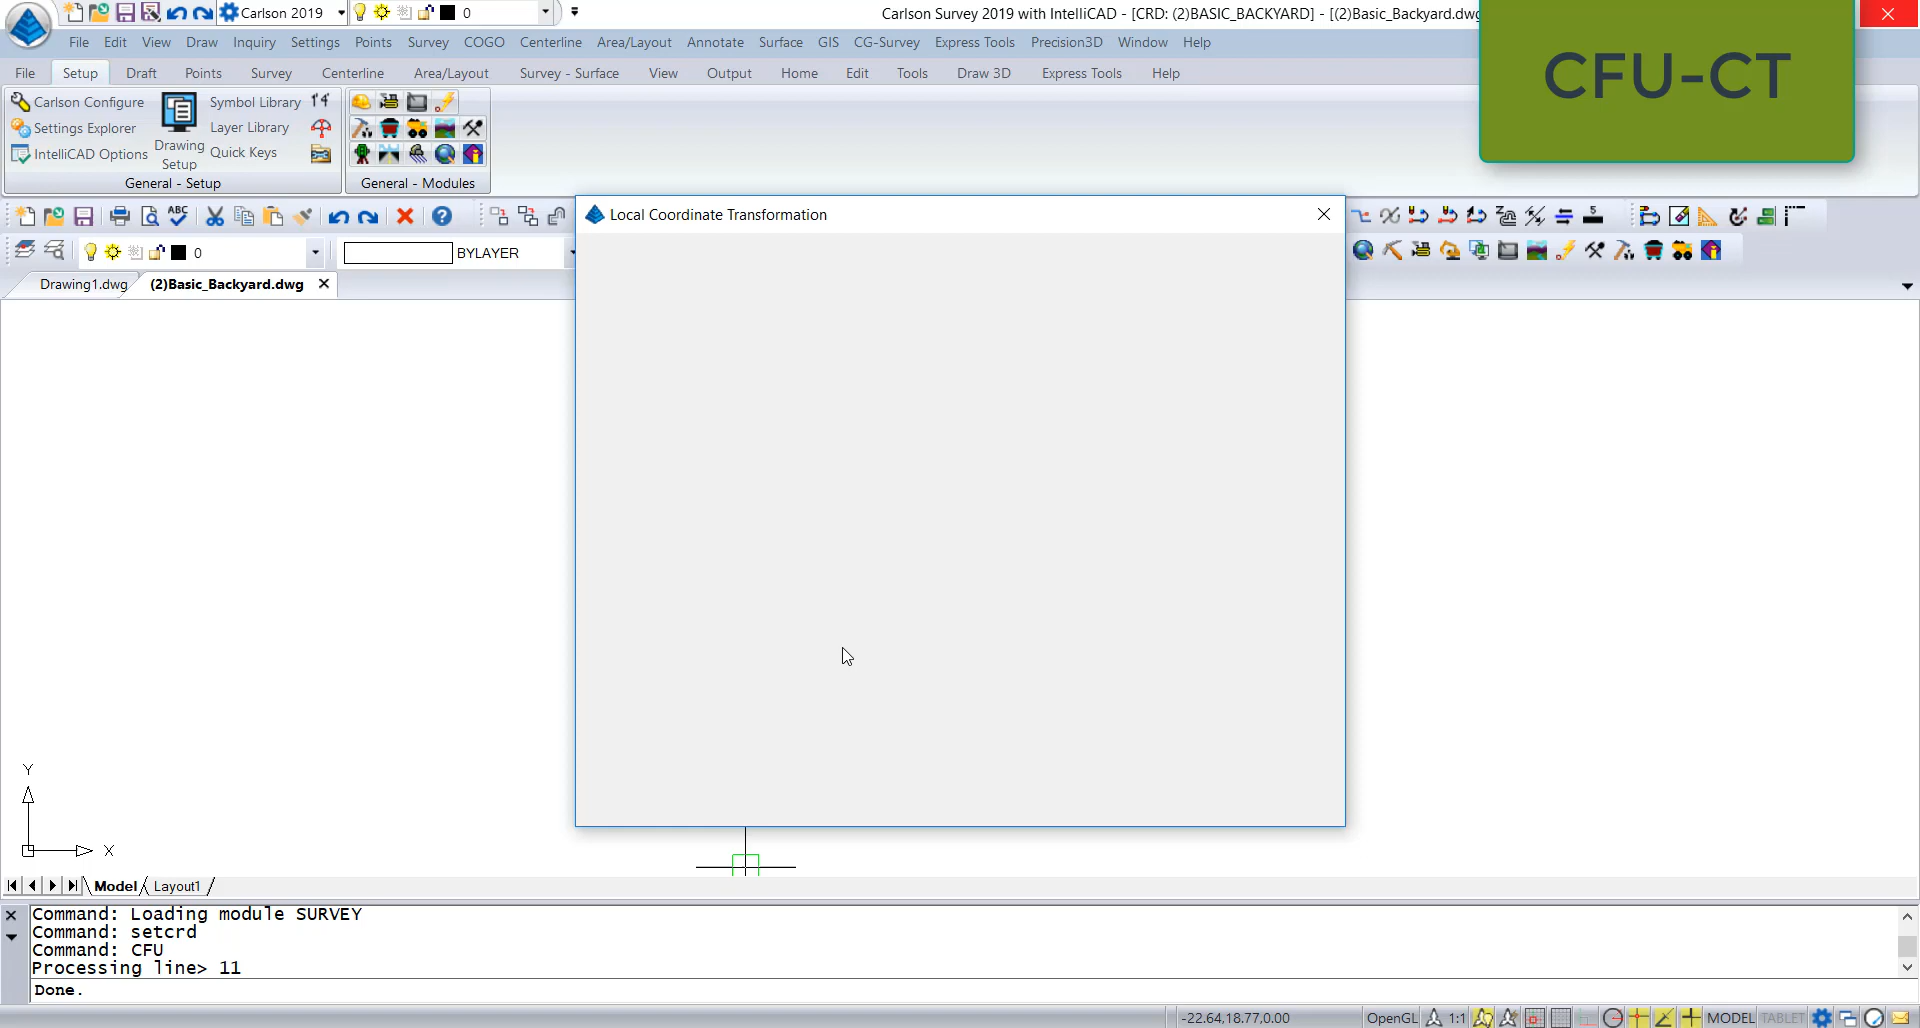 Carlson 2019
0
Carlson Survey 2019 with IntelliCAD - [CRD: (2)BASIC_BACKYARD] - [(2)Basic_Backyard.dwg
CFU-CT
File Edit View Draw Inquiry Settings Points Survey COGO Centerline Area/Layout Annotate Surface GIS CG-Survey Express Tools Precision3D Window Help
File Setup Draft Points Survey Centerline Area/Layout Survey - Surface View Output Home Edit Tools Draw 3D Express Tools Help
Carlson Configure
Settings Explorer
IntelliCAD Options
Drawing
Setup
Symbol Library
Layer Library
Quick Keys
General - Setup
General - Modules
ABC
5
0
BYLAYER
Drawing1.dwg
(2)Basic_Backyard.dwg
Local Coordinate Transformation
Y
X
Model
Layout1
Command: Loading module SURVEY
Command: setcrd
Command: CFU
Processing line> 11
Done.
-22.64,18.77,0.00
OpenGL
1:1
MODEL
TABLET